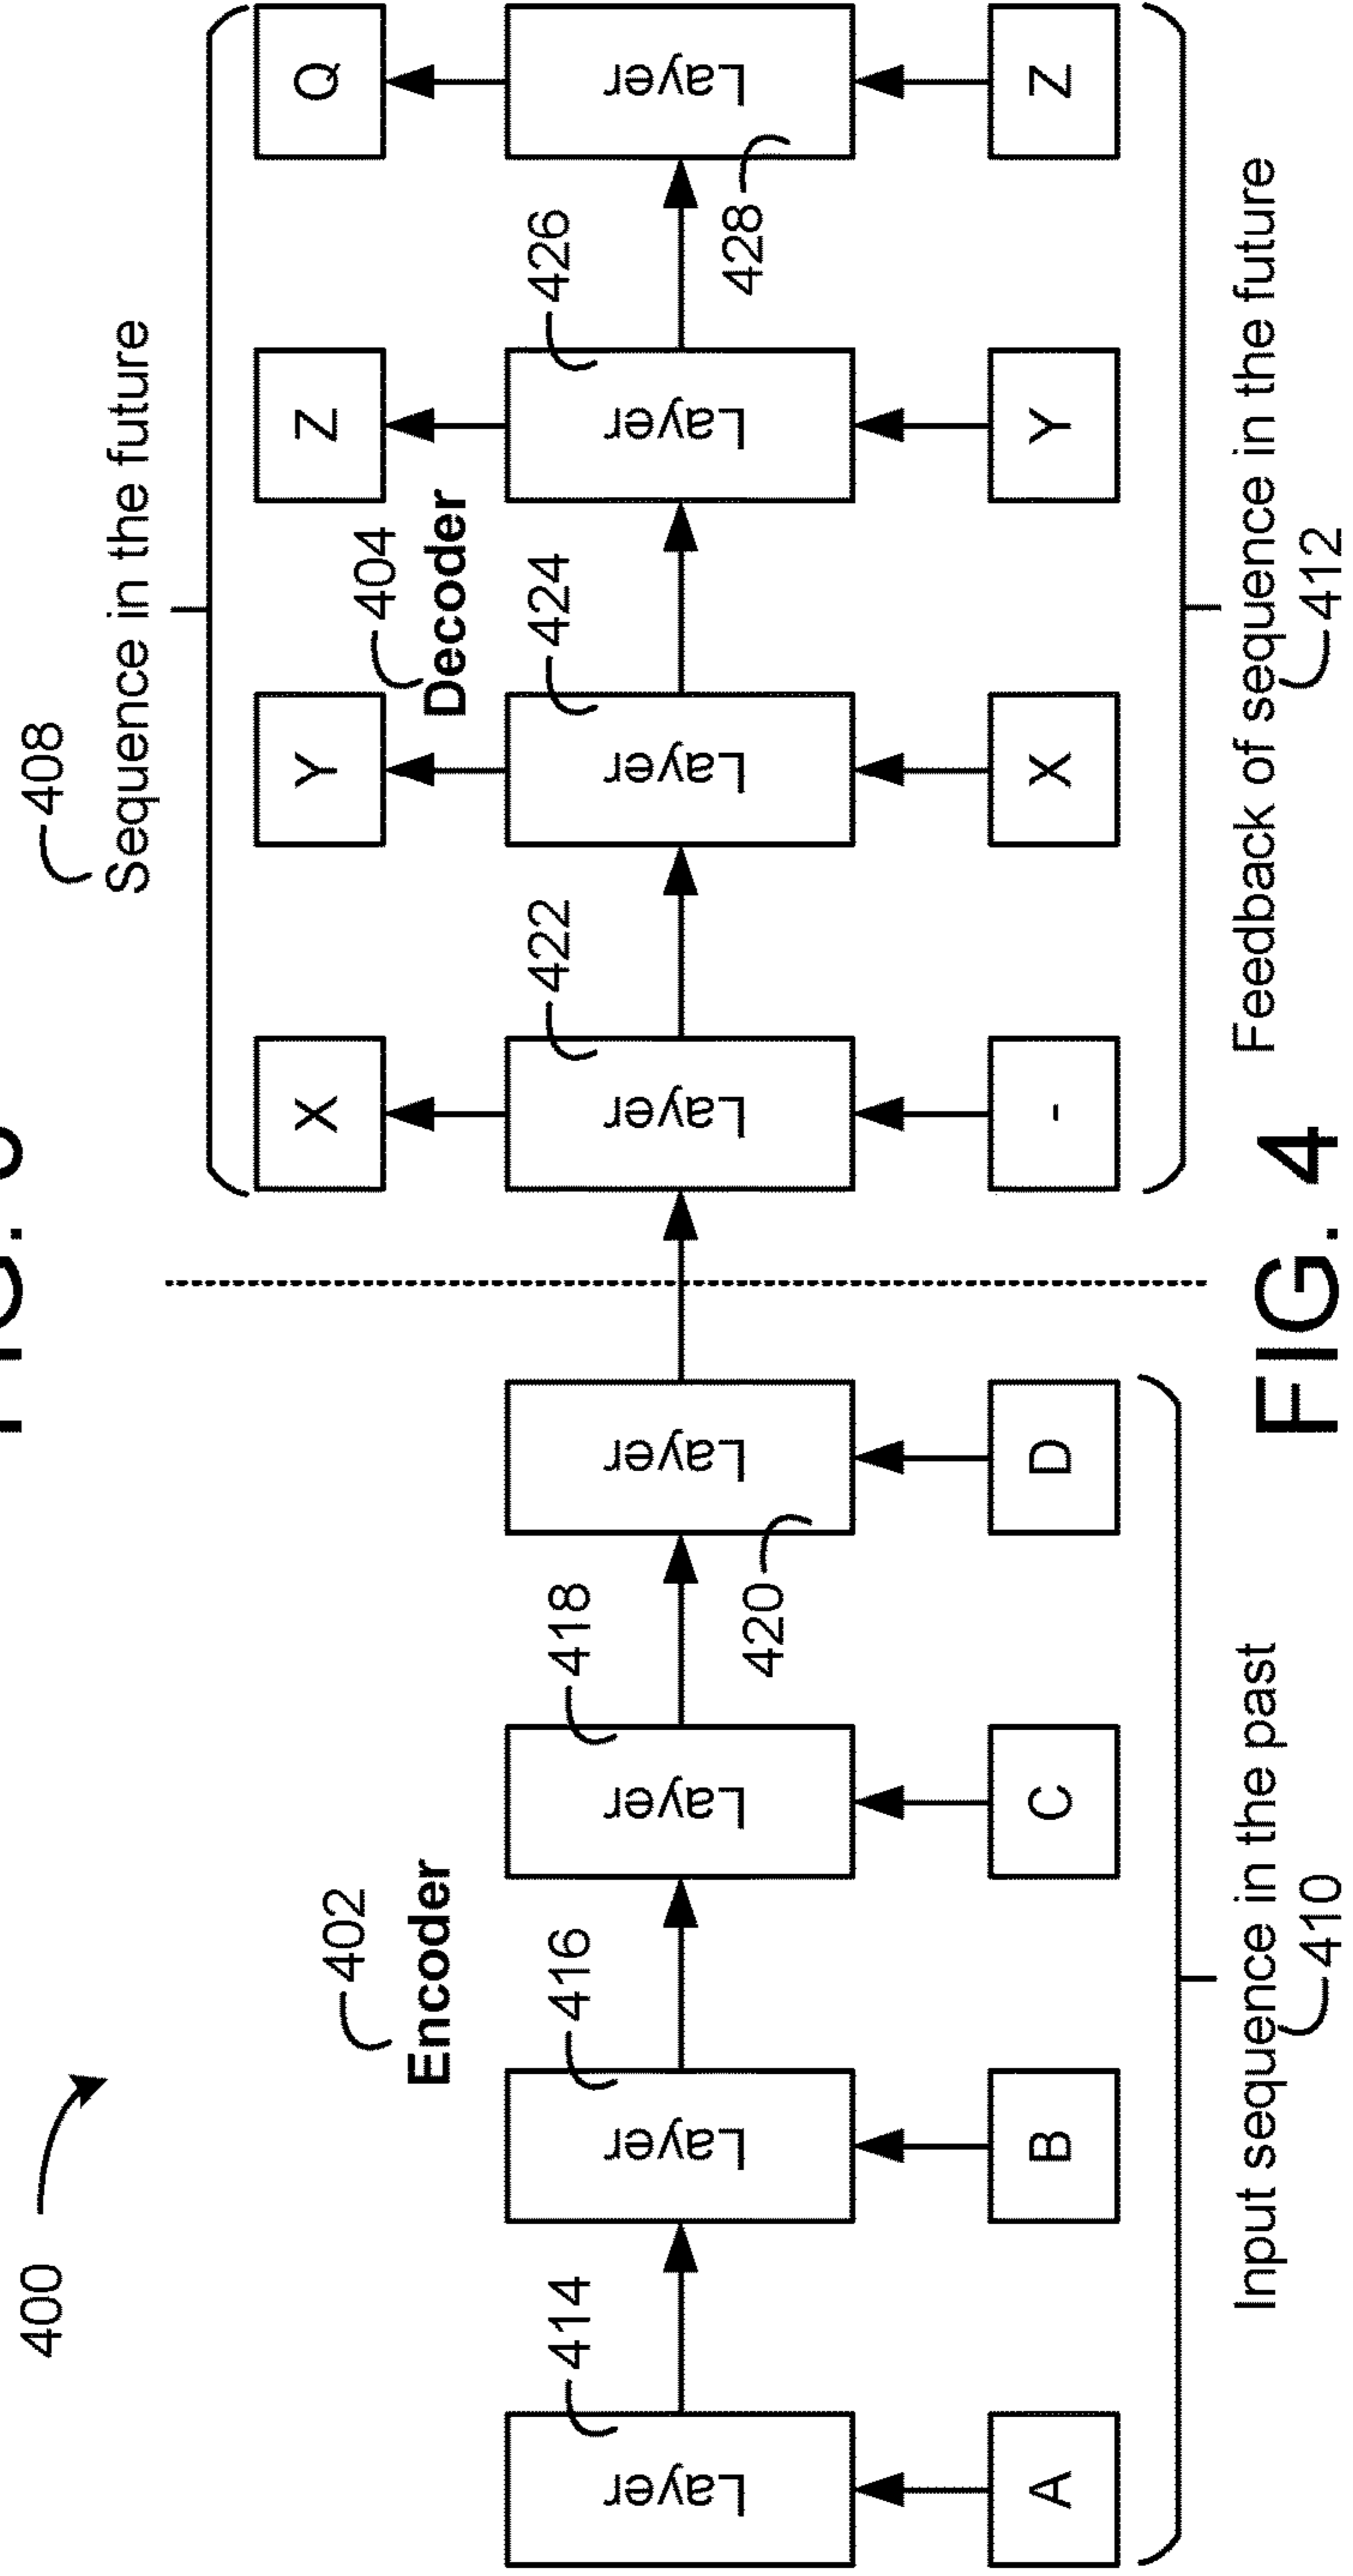 400
408
Sequence in the future
X
Y
Z
Q
402
Encoder
404
Decoder
414
416
418
422
424
426
Layer
Layer
Layer
Layer
Layer
Layer
Layer
Layer
420
428
A
B
C
D
-
X
Y
Z
Input sequence in the past
410
Feedback of sequence in the future
412
FIG. 4